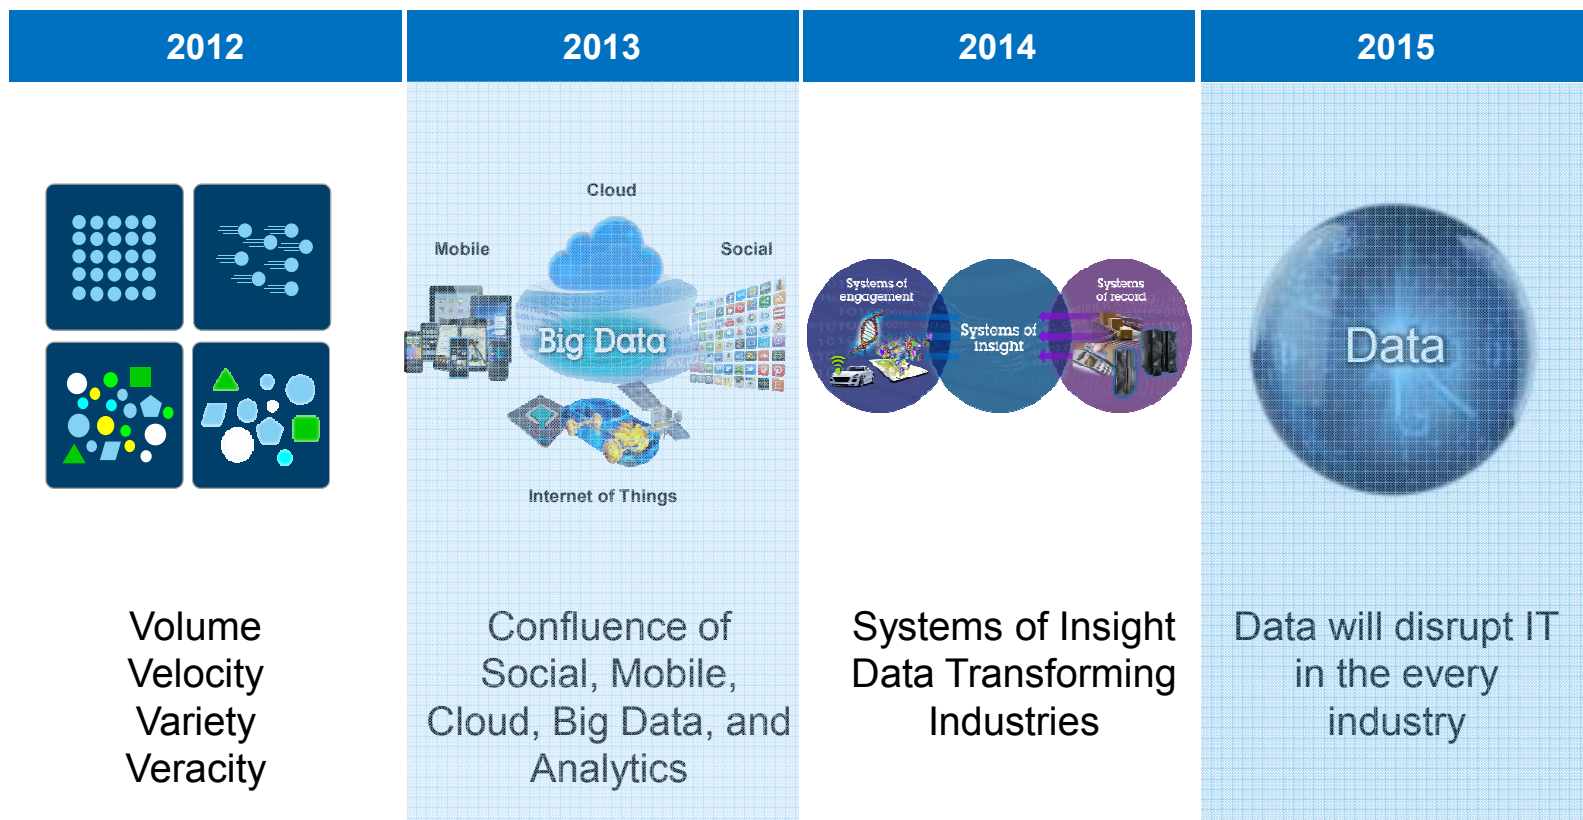 2012
2013
2014
2015
Volume
Velocity
Variety
Veracity
Cloud
Mobile
Social
Big Data
Internet of Things
Confluence of
Social, Mobile,
Cloud, Big Data, and
Analytics
Systems of
engagement
Systems of
insight
Systems
of record
Systems of Insight
Data Transforming
Industries
Data
Data will disrupt IT
in the every
industry